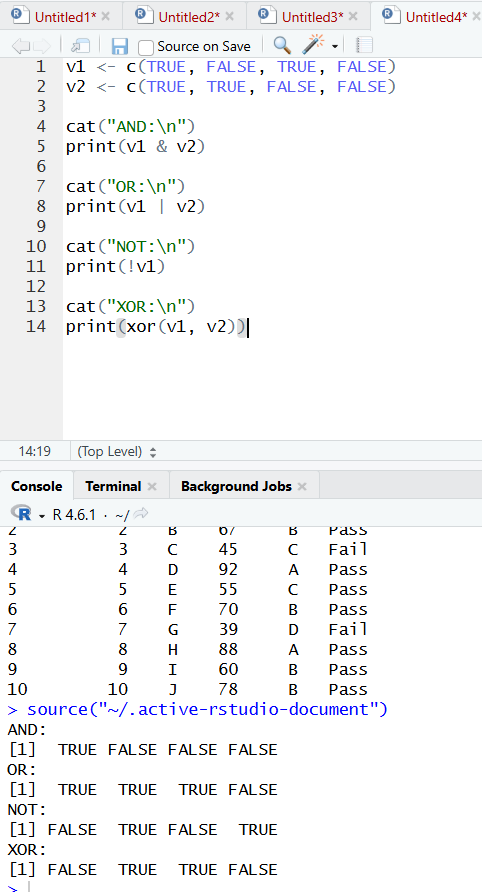 Untitled1* Untitled2* Untitled3* Untitled4*
Source on Save
1 v1 <- c(TRUE, FALSE, TRUE, FALSE)
2 v2 <- c(TRUE, TRUE, FALSE, FALSE)
3
4 cat("AND:\n")
5 print(v1 & v2)
6
7 cat("OR:\n")
8 print(v1 | v2)
9
10 cat("NOT:\n")
11 print(!v1)
12
13 cat("XOR:\n")
14 print(xor(v1, v2))
14:19 (Top Level)
Console Terminal Background Jobs
R 4.6.1 · ~/
2 2 B 67 B Pass
3 3 C 45 C Fail
4 4 D 92 A Pass
5 5 E 55 C Pass
6 6 F 70 B Pass
7 7 G 39 D Fail
8 8 H 88 A Pass
9 9 I 60 B Pass
10 10 J 78 B Pass
> source("~/.active-rstudio-document")
AND:
[1]  TRUE FALSE FALSE FALSE
OR:
[1]  TRUE  TRUE  TRUE FALSE
NOT:
[1] FALSE  TRUE FALSE  TRUE
XOR:
[1] FALSE  TRUE  TRUE FALSE
>